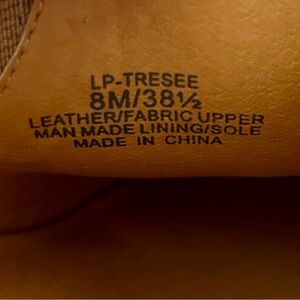 LP-TRESEE
8M/38½
LEATHER/FABRIC UPPER
MAN MADE LINING/SOLE
MADE IN CHINA